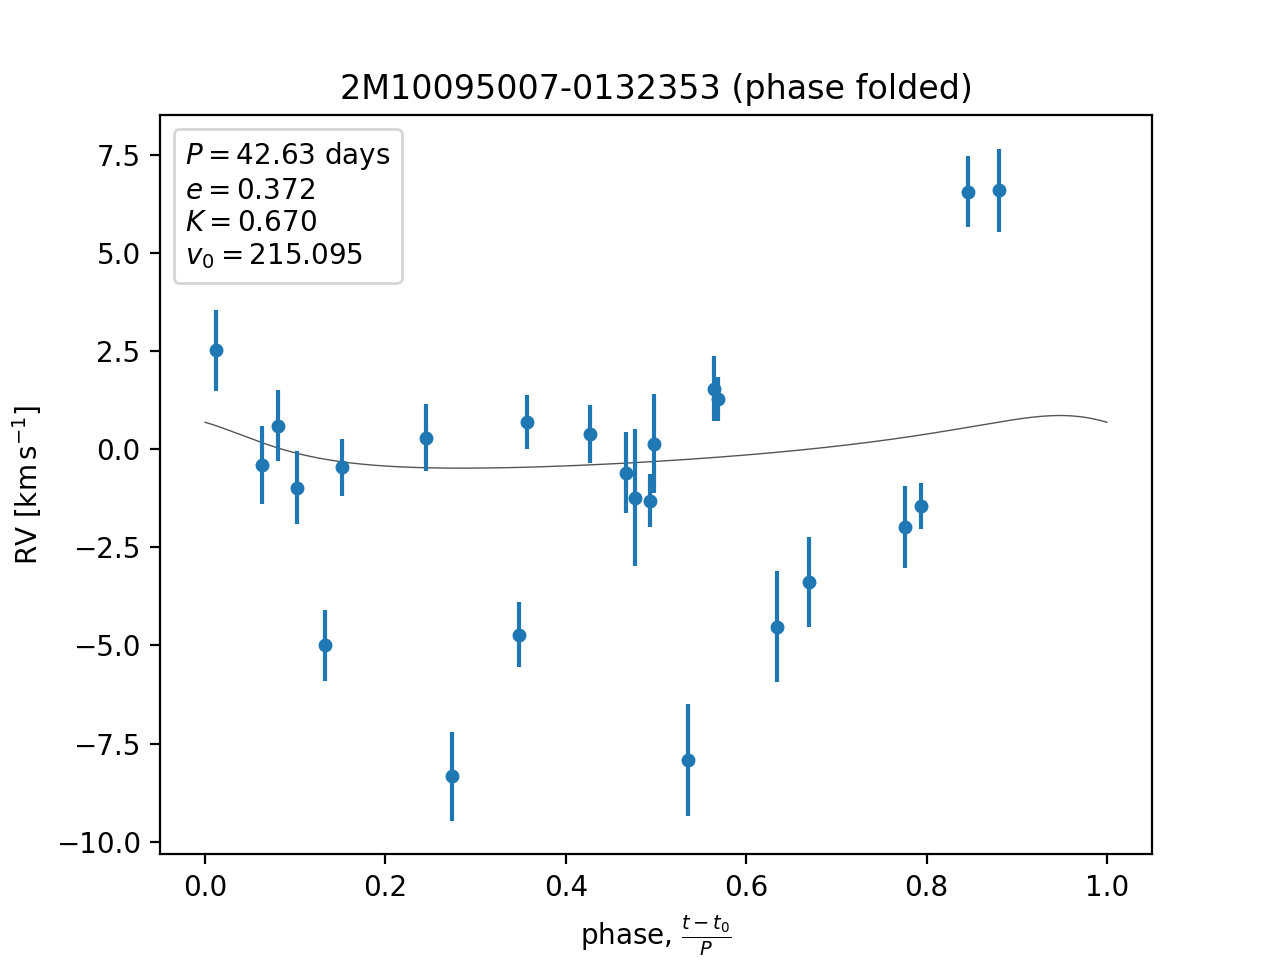 2M10095007-0132353 (phase folded)
P = 42.63 days
e = 0.372
K = 0.670
v₀ = 215.095
7.5
5.0
2.5
0.0
−2.5
−5.0
−7.5
−10.0
RV [km s⁻¹]
0.0 0.2 0.4 0.6 0.8 1.0
phase, (t − t₀)/P